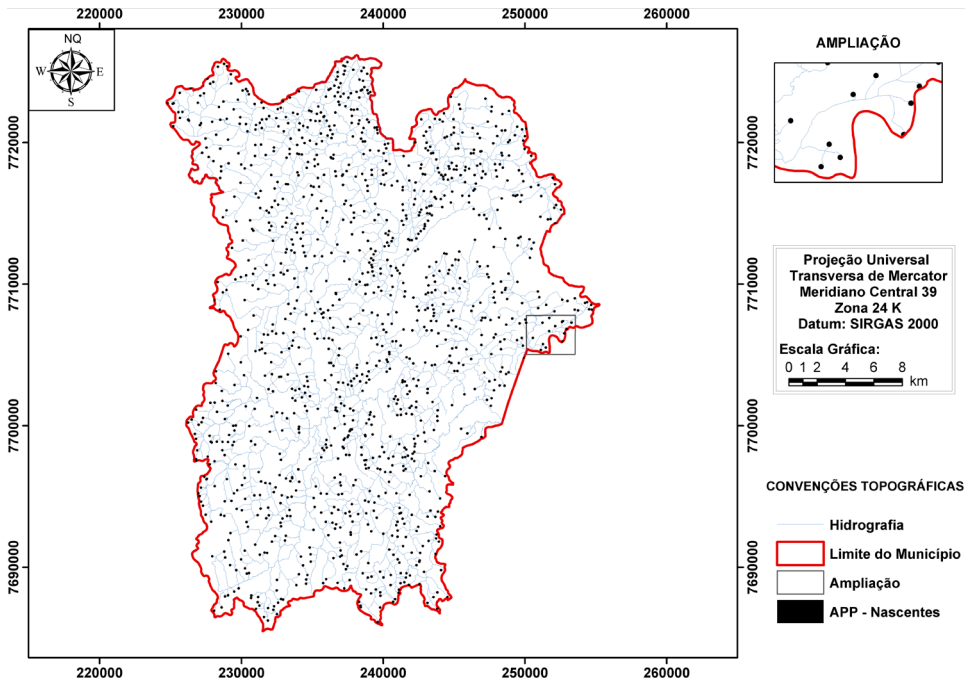 220000 230000 240000 250000 260000
NQ
W E
S
7720000
7710000
7700000
7690000
7720000
7710000
7700000
7690000
220000 230000 240000 250000 260000
AMPLIAÇÃO
Projeção Universal
Transversa de Mercator
Meridiano Central 39
Zona 24 K
Datum: SIRGAS 2000
Escala Gráfica:
0 1 2 4 6 8
km
CONVENÇÕES TOPOGRÁFICAS
Hidrografia
Limite do Município
Ampliação
APP - Nascentes